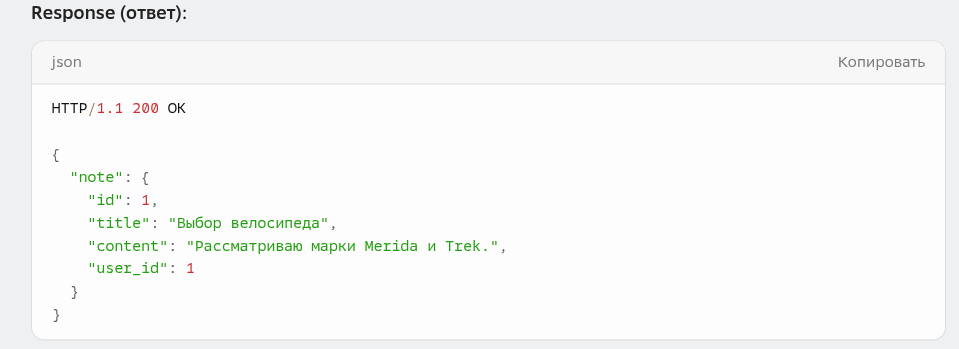 Response (ответ):
json
Копировать
HTTP/1.1 200 OK
{
"note": {
"id": 1,
"title": "Выбор велосипеда",
"content": "Рассматриваю марки Merida и Trek.",
"user_id": 1
}
}